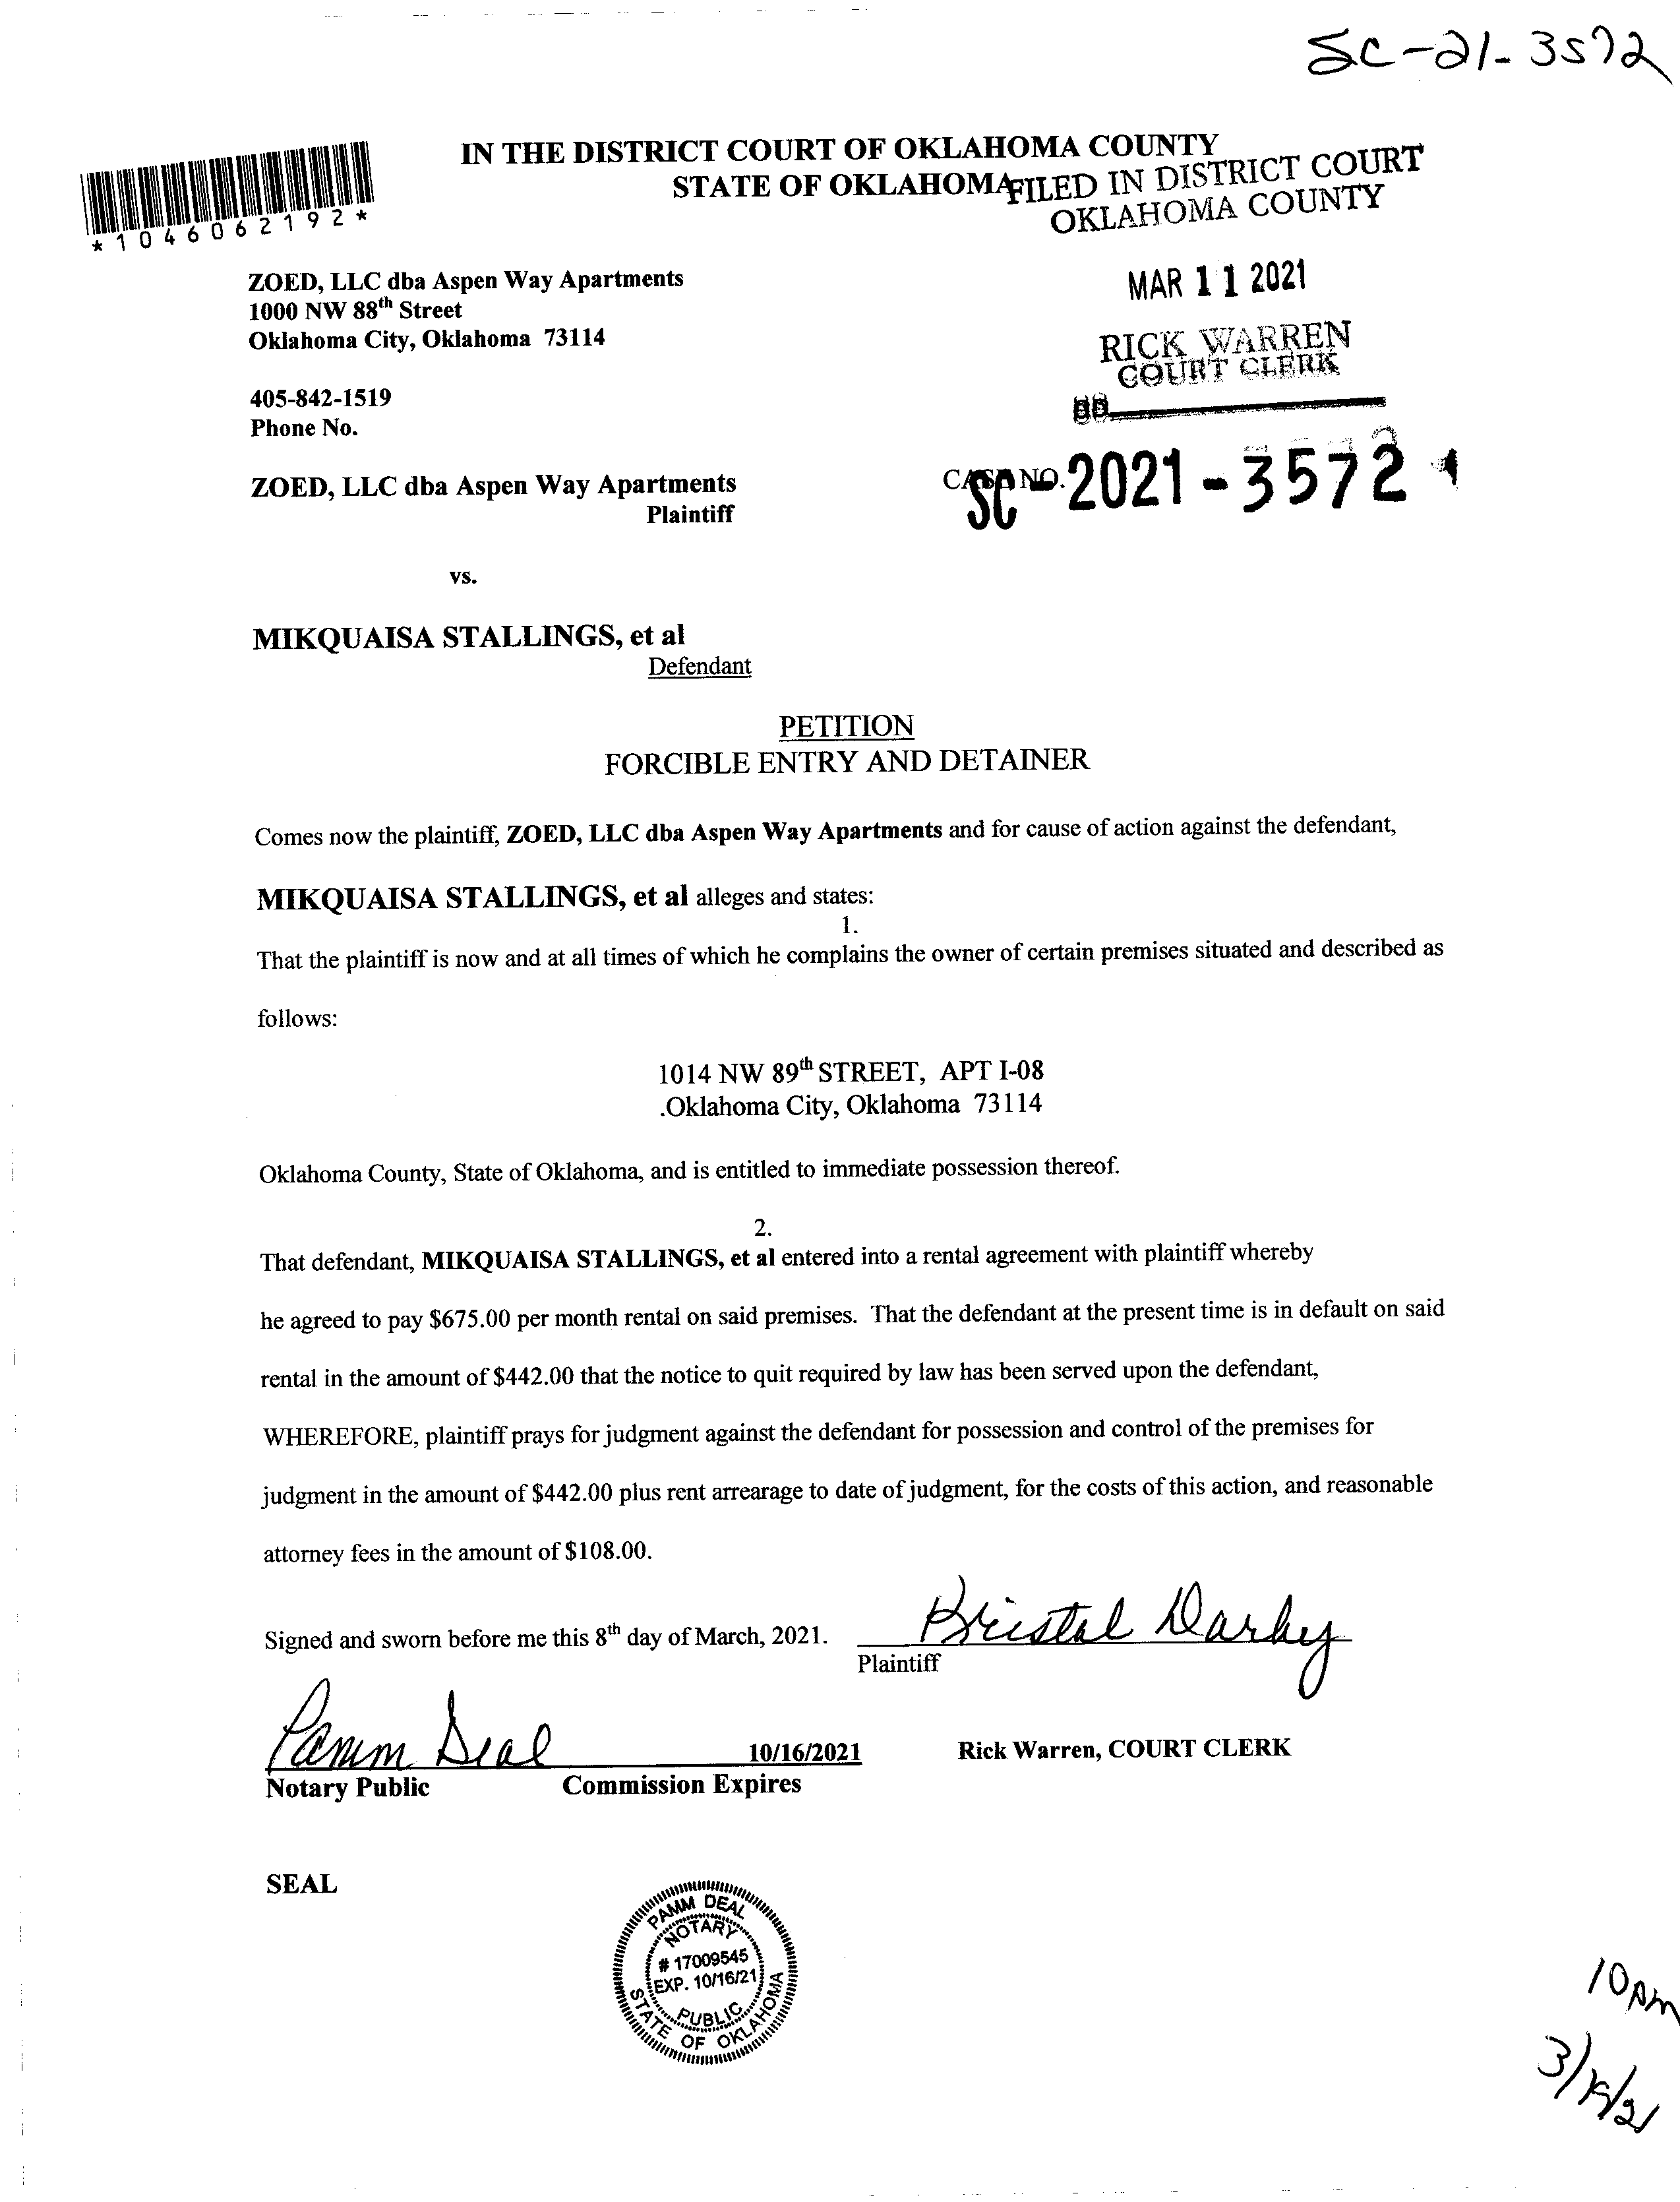 SC-21-3572
IN THE DISTRICT COURT OF OKLAHOMA COUNTY
STATE OF OKLAHOMA
FILED IN DISTRICT COURT
OKLAHOMA COUNTY
*1046062192*
MAR 11 2021
RICK WARREN
COURT CLERK
ZOED, LLC dba Aspen Way Apartments
1000 NW 88th Street
Oklahoma City, Oklahoma 73114
405-842-1519
Phone No.
CASE NO.
SC-2021-3572
ZOED, LLC dba Aspen Way Apartments
Plaintiff
vs.
MIKQUAISA STALLINGS, et al
Defendant
PETITION
FORCIBLE ENTRY AND DETAINER
Comes now the plaintiff, ZOED, LLC dba Aspen Way Apartments and for cause of action against the defendant,
MIKQUAISA STALLINGS, et al alleges and states:
1.
That the plaintiff is now and at all times of which he complains the owner of certain premises situated and described as
follows:
1014 NW 89th STREET, APT I-08
.Oklahoma City, Oklahoma 73114
Oklahoma County, State of Oklahoma, and is entitled to immediate possession thereof.
2.
That defendant, MIKQUAISA STALLINGS, et al entered into a rental agreement with plaintiff whereby
he agreed to pay $675.00 per month rental on said premises. That the defendant at the present time is in default on said
rental in the amount of $442.00 that the notice to quit required by law has been served upon the defendant,
WHEREFORE, plaintiff prays for judgment against the defendant for possession and control of the premises for
judgment in the amount of $442.00 plus rent arrearage to date of judgment, for the costs of this action, and reasonable
attorney fees in the amount of $108.00.
Signed and sworn before me this 8th day of March, 2021.
Kristal Darby
Plaintiff
Pamm Deal
10/16/2021
Rick Warren, COURT CLERK
Notary Public
Commission Expires
SEAL
PAMM DEAL
NOTARY
# 17009545
EXP. 10/16/21
PUBLIC
STATE OF OKLAHOMA
10pm